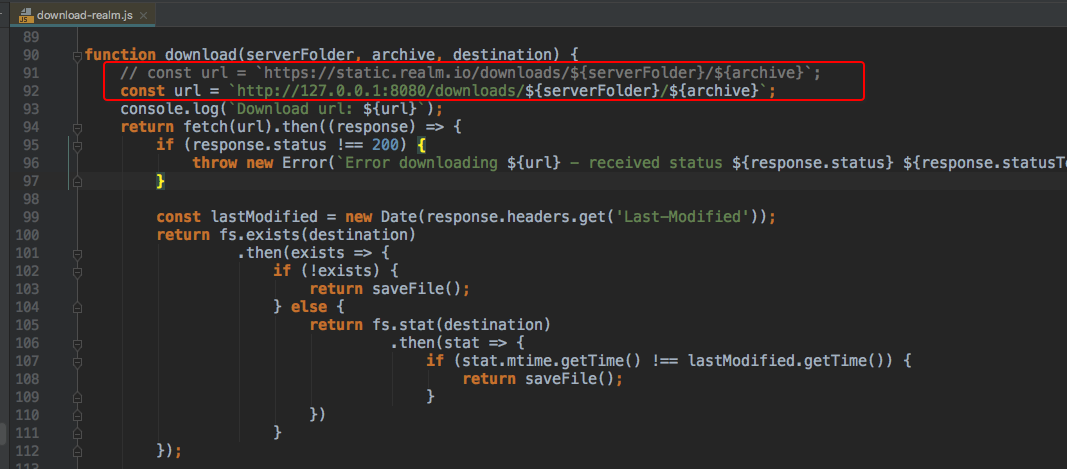 download-realm.js
89
90 function download(serverFolder, archive, destination) {
91 // const url = `https://static.realm.io/downloads/${serverFolder}/${archive}`;
92 const url = `http://127.0.0.1:8080/downloads/${serverFolder}/${archive}`;
93 console.log(`Download url: ${url}`);
94 return fetch(url).then((response) => {
95 if (response.status !== 200) {
96 throw new Error(`Error downloading ${url} - received status ${response.status} ${response.statusTe
97 }
98
99 const lastModified = new Date(response.headers.get('Last-Modified'));
100 return fs.exists(destination)
101 .then(exists => {
102 if (!exists) {
103 return saveFile();
104 } else {
105 return fs.stat(destination)
106 .then(stat => {
107 if (stat.mtime.getTime() !== lastModified.getTime()) {
108 return saveFile();
109 }
110 })
111 }
112 });